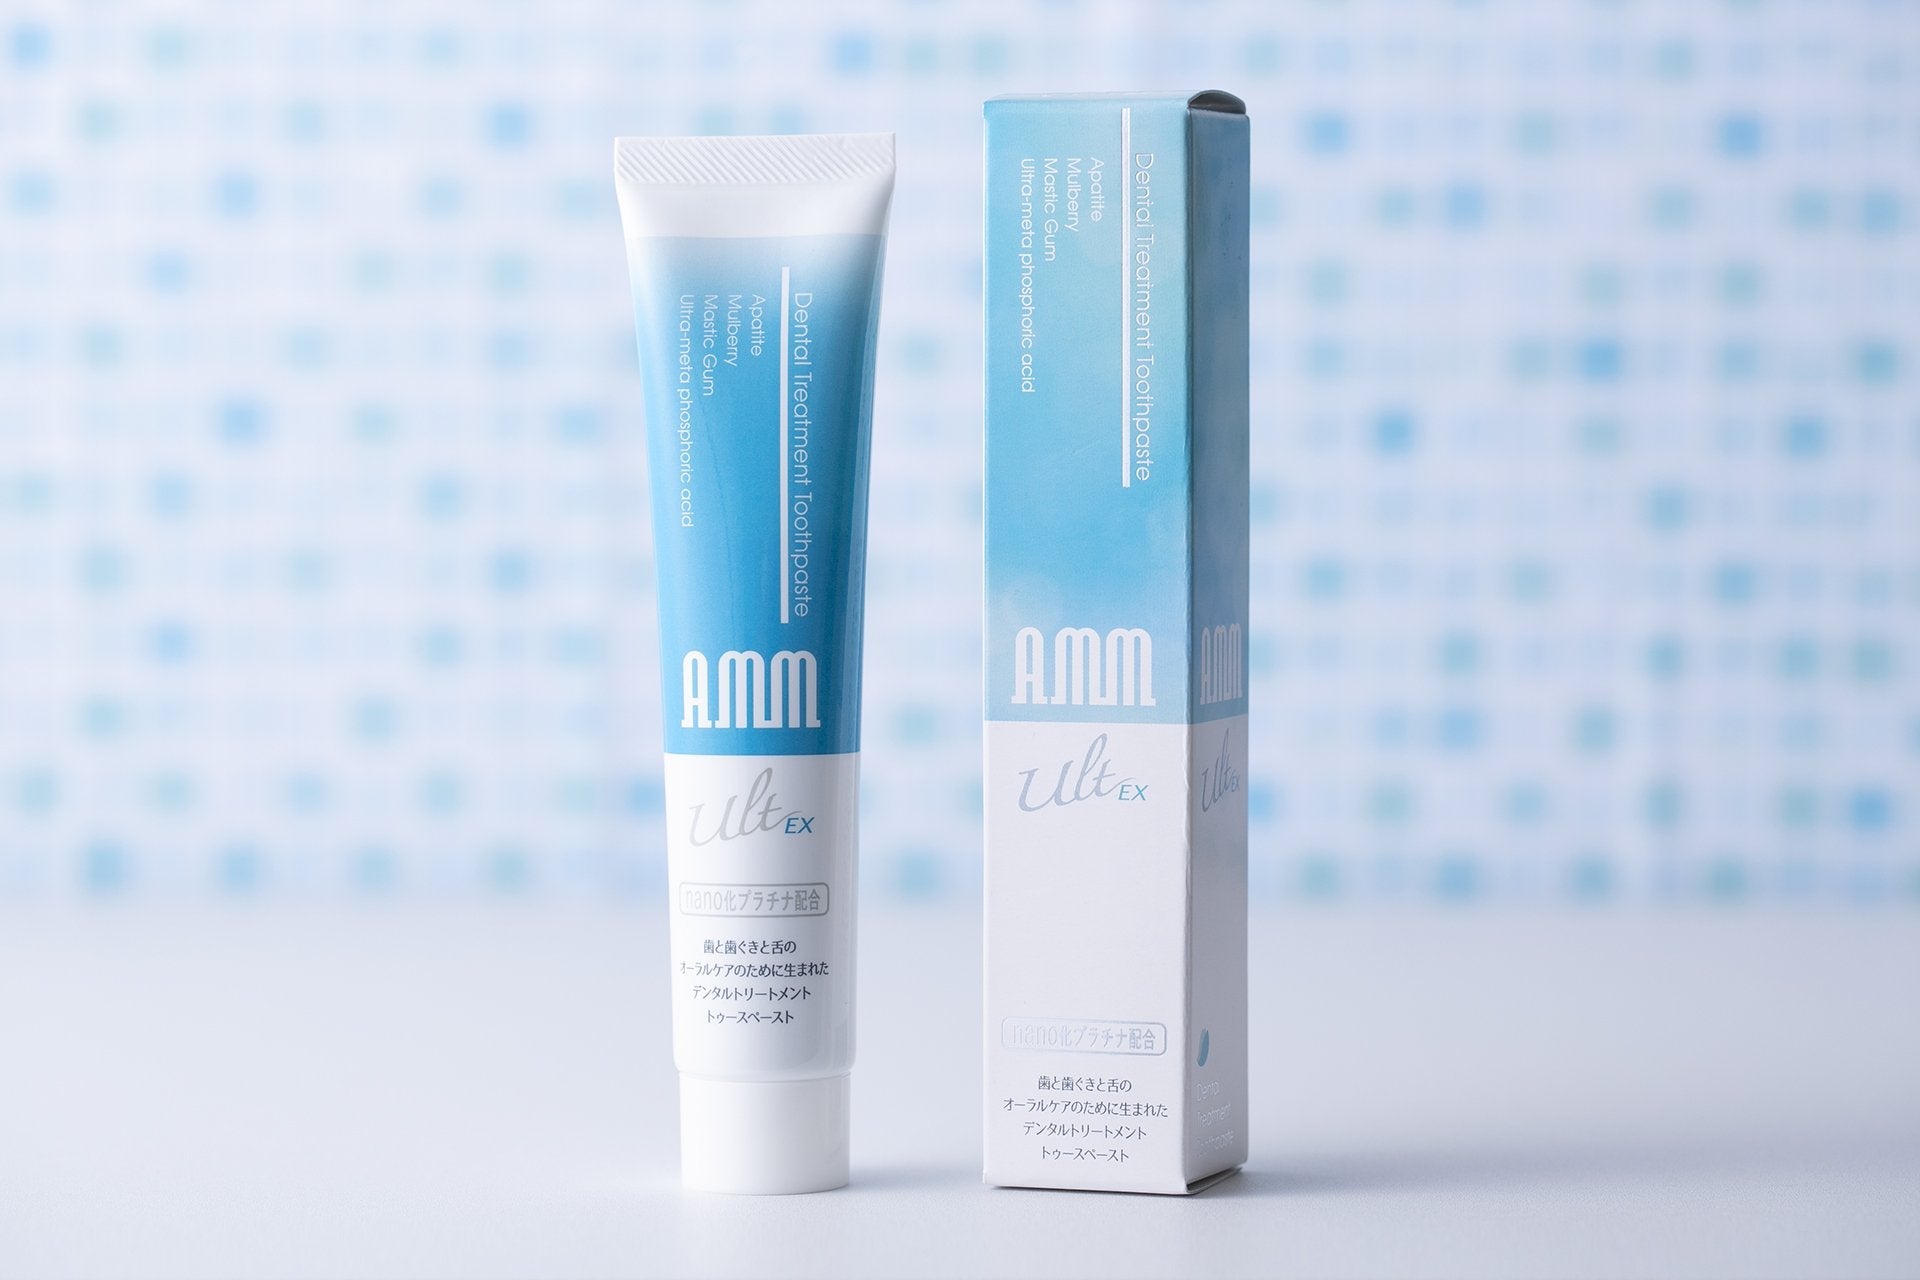 Dental Treatment Toothpaste
Apatite
Mulberry
Mastic Gum
Ultra-meta phosphoric acid
AMM
Ult EX
nano化プラチナ配合
歯と歯ぐきと舌の
オーラルケアのために生まれた
デンタルトリートメント
トゥースペースト
Dental Treatment Toothpaste
Apatite
Mulberry
Mastic Gum
Ultra-meta phosphoric acid
AMM
Ult EX
nano化プラチナ配合
歯と歯ぐきと舌の
オーラルケアのために生まれた
デンタルトリートメント
トゥースペースト
AMM
Ult EX
Dental
Treatment
Toothpaste